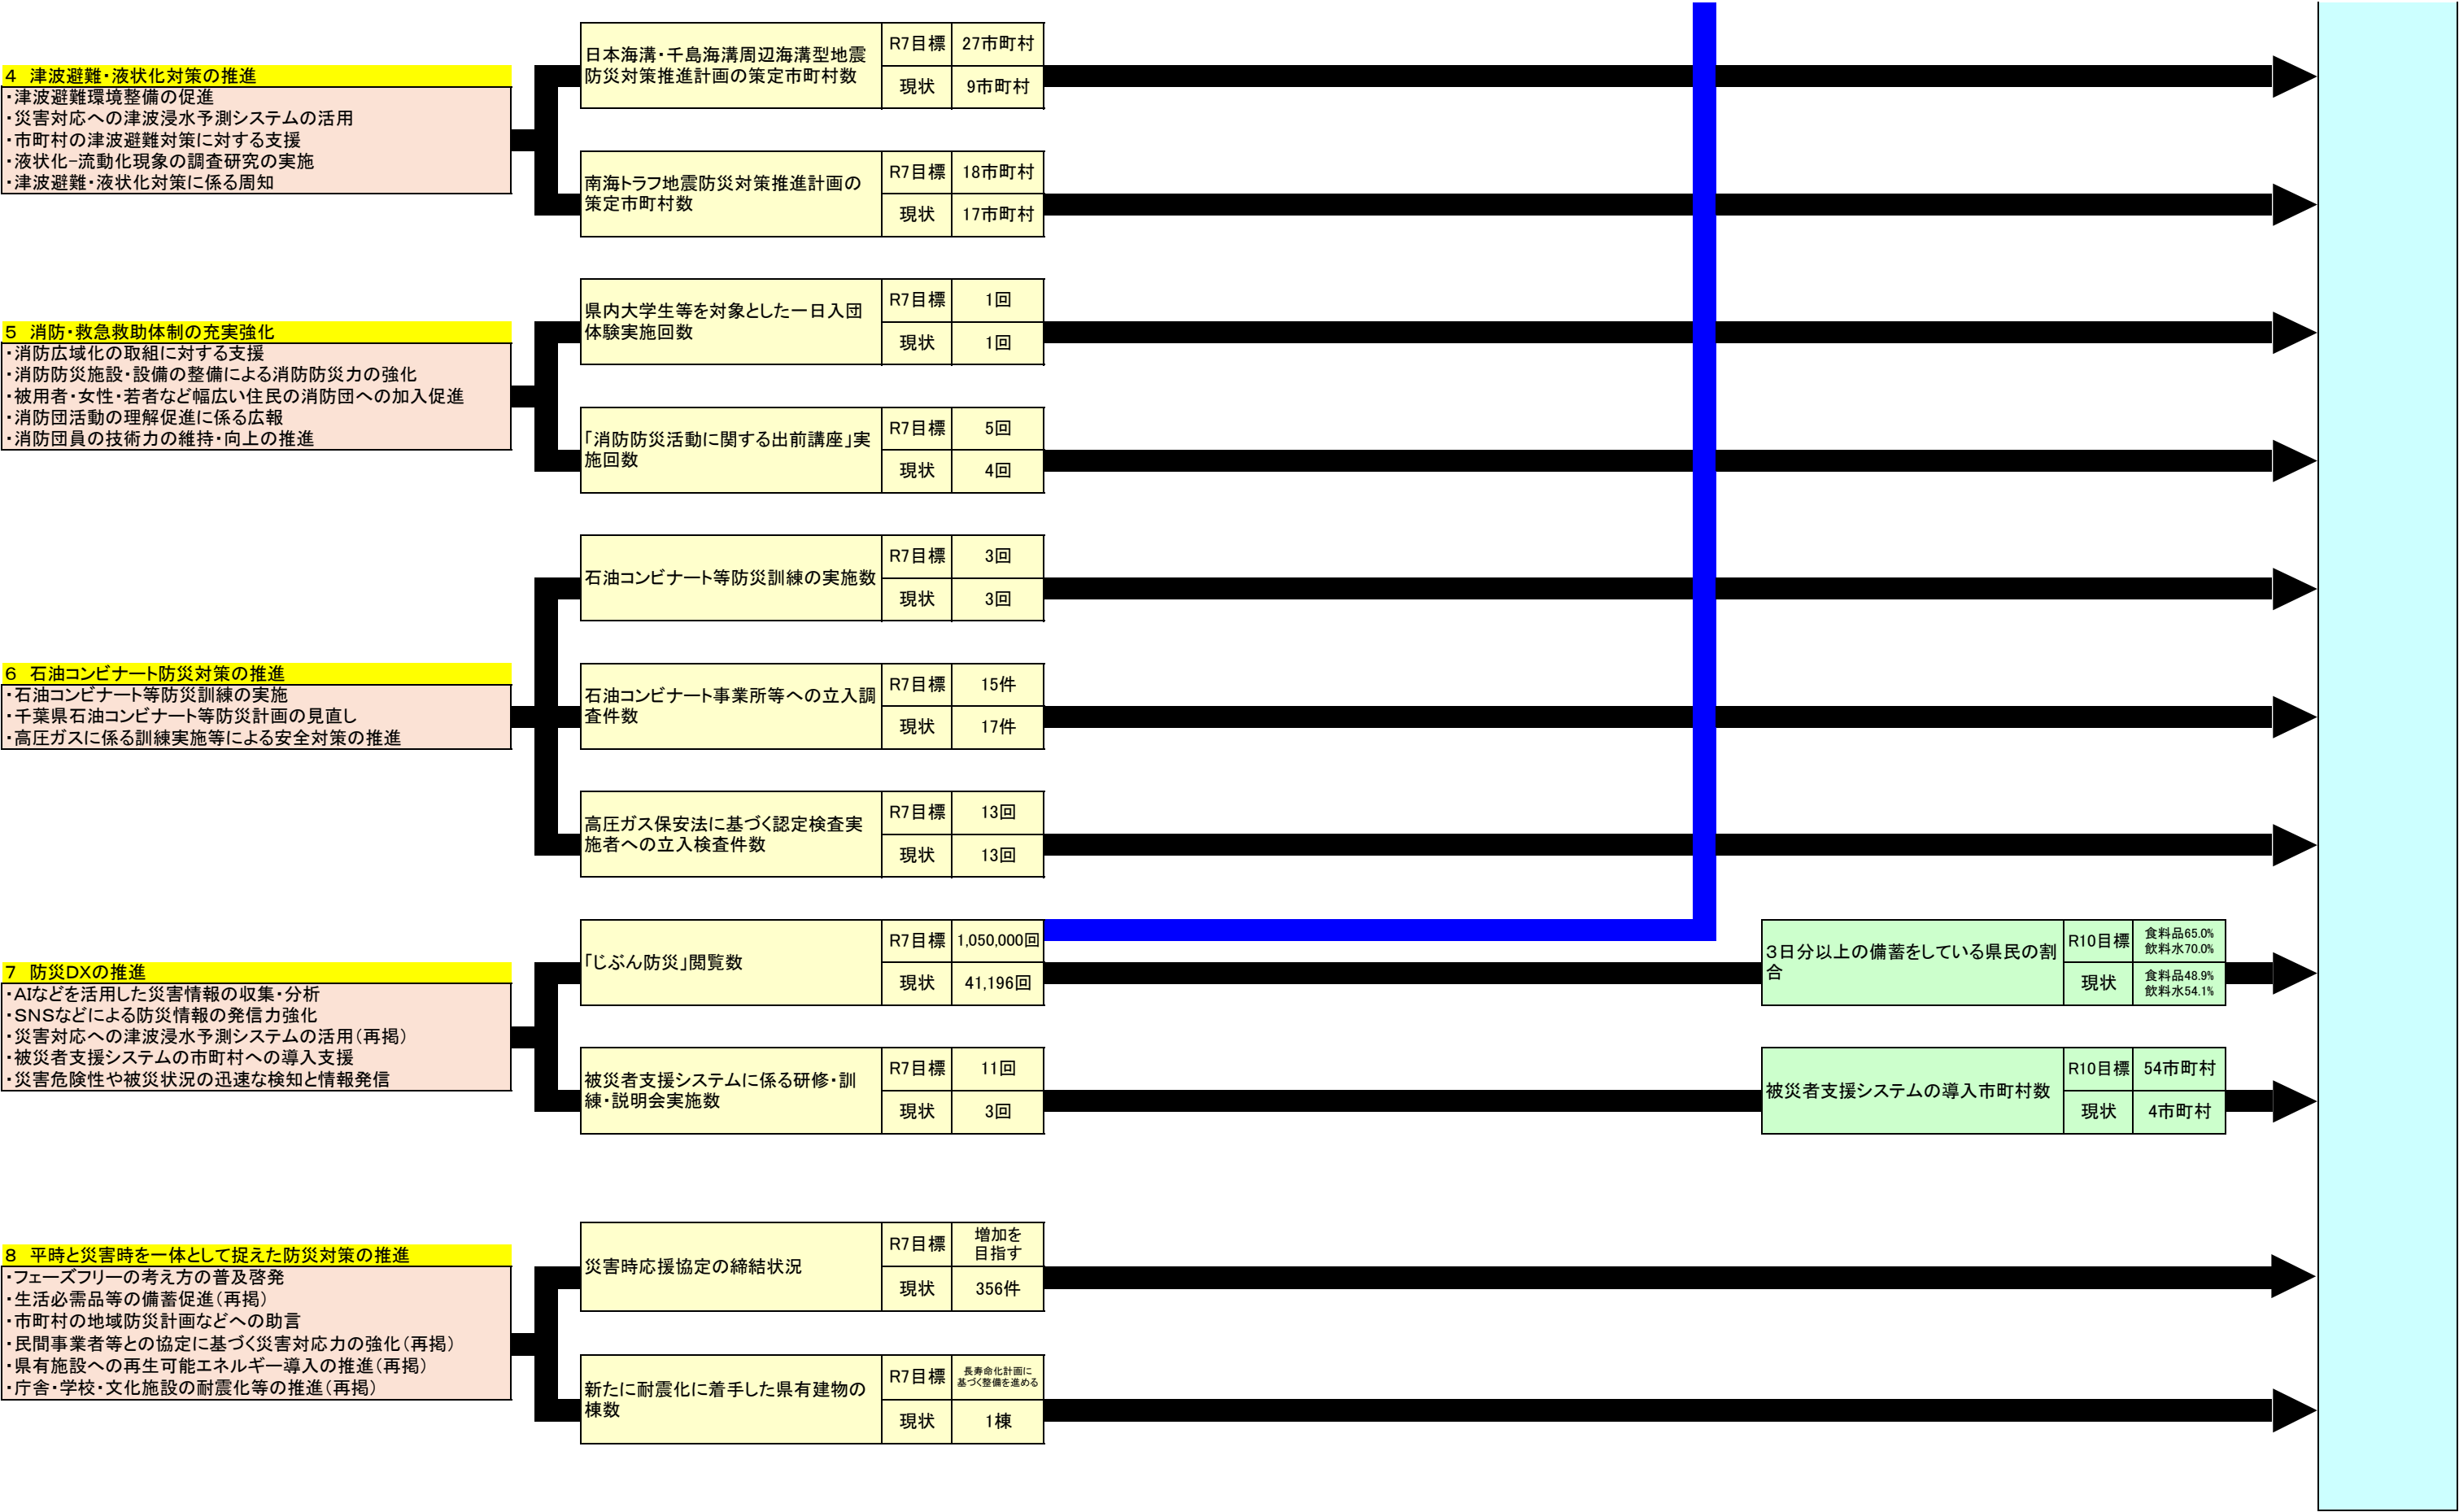 4　津波避難・液状化対策の推進
・津波避難環境整備の促進
・災害対応への津波浸水予測システムの活用
・市町村の津波避難対策に対する支援
・液状化−流動化現象の調査研究の実施
・津波避難・液状化対策に係る周知
日本海溝・千島海溝周辺海溝型地震
防災対策推進計画の策定市町村数
R7目標
27市町村
現状
9市町村
南海トラフ地震防災対策推進計画の
策定市町村数
R7目標
18市町村
現状
17市町村
5　消防・救急救助体制の充実強化
・消防広域化の取組に対する支援
・消防防災施設・設備の整備による消防防災力の強化
・被用者・女性・若者など幅広い住民の消防団への加入促進
・消防団活動の理解促進に係る広報
・消防団員の技術力の維持・向上の推進
県内大学生等を対象とした一日入団
体験実施回数
R7目標
1回
現状
1回
「消防防災活動に関する出前講座」実
施回数
R7目標
5回
現状
4回
6　石油コンビナート防災対策の推進
・石油コンビナート等防災訓練の実施
・千葉県石油コンビナート等防災計画の見直し
・高圧ガスに係る訓練実施等による安全対策の推進
石油コンビナート等防災訓練の実施数
R7目標
3回
現状
3回
石油コンビナート事業所等への立入調
査件数
R7目標
15件
現状
17件
高圧ガス保安法に基づく認定検査実
施者への立入検査件数
R7目標
13回
現状
13回
7　防災DXの推進
・AIなどを活用した災害情報の収集・分析
・SNSなどによる防災情報の発信力強化
・災害対応への津波浸水予測システムの活用（再掲）
・被災者支援システムの市町村への導入支援
・災害危険性や被災状況の迅速な検知と情報発信
「じぶん防災」閲覧数
R7目標
1,050,000回
現状
41,196回
3日分以上の備蓄をしている県民の割
合
R10目標
食料品65.0%
飲料水70.0%
現状
食料品48.9%
飲料水54.1%
被災者支援システムに係る研修・訓
練・説明会実施数
R7目標
11回
現状
3回
被災者支援システムの導入市町村数
R10目標
54市町村
現状
4市町村
8　平時と災害時を一体として捉えた防災対策の推進
・フェーズフリーの考え方の普及啓発
・生活必需品等の備蓄促進（再掲）
・市町村の地域防災計画などへの助言
・民間事業者等との協定に基づく災害対応力の強化（再掲）
・県有施設への再生可能エネルギー導入の推進（再掲）
・庁舎・学校・文化施設の耐震化等の推進（再掲）
災害時応援協定の締結状況
R7目標
増加を
目指す
現状
356件
新たに耐震化に着手した県有建物の
棟数
R7目標
長寿命化計画に
基づく整備を進める
現状
1棟